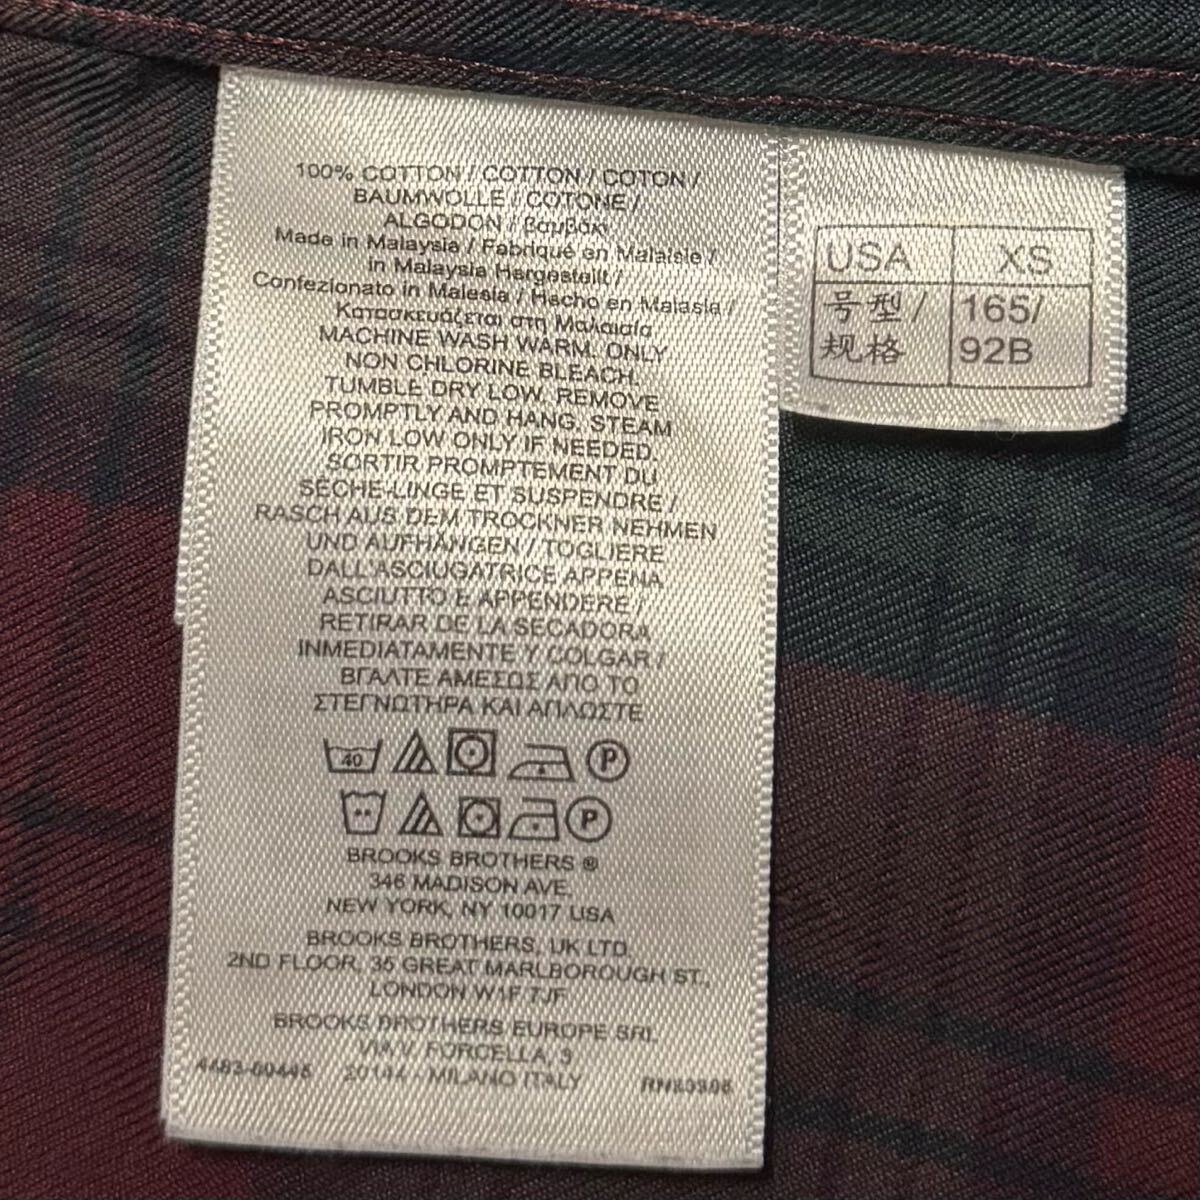 100% COTTON / COTTON / COTON /
BAUMWOLLE / COTONE /
ALGODON / βαμβάκι
Made in Malaysia / Fabriqué en Malaisie /
in Malaysia Hergestellt /
Confezionato in Malesia / Hecho en Malasia /
Κατασκευάζεται στη Μαλαισία
MACHINE WASH WARM. ONLY
NON CHLORINE BLEACH.
TUMBLE DRY LOW. REMOVE
PROMPTLY AND HANG, STEAM
IRON LOW ONLY IF NEEDED.
SORTIR PROMPTEMENT DU
SÈCHE-LINGE ET SUSPENDRE /
RASCH AUS DEM TROCKNER NEHMEN
UND AUFHÄNGEN / TOGLIERE
DALL'ASCIUGATRICE APPENA
ASCIUTTO E APPENDERE /
RETIRAR DE LA SECADORA
INMEDIATAMENTE Y COLGAR /
ΒΓΑΛΤΕ ΑΜΕΣΩΣ ΑΠΟ ΤΟ
ΣΤΕΓΝΩΤΗΡΑ ΚΑΙ ΑΠΛΩΣΤΕ
40 P
P
BROOKS BROTHERS ®
346 MADISON AVE.
NEW YORK, NY 10017 USA
BROOKS BROTHERS, UK LTD.
2ND FLOOR, 35 GREAT MARLBOROUGH ST.,
LONDON W1F 7JF
BROOKS BROTHERS EUROPE SRL
VIA V. FORCELLA, 3
20144 - MILANO ITALY
USA XS
号型/ 165/
规格 92B